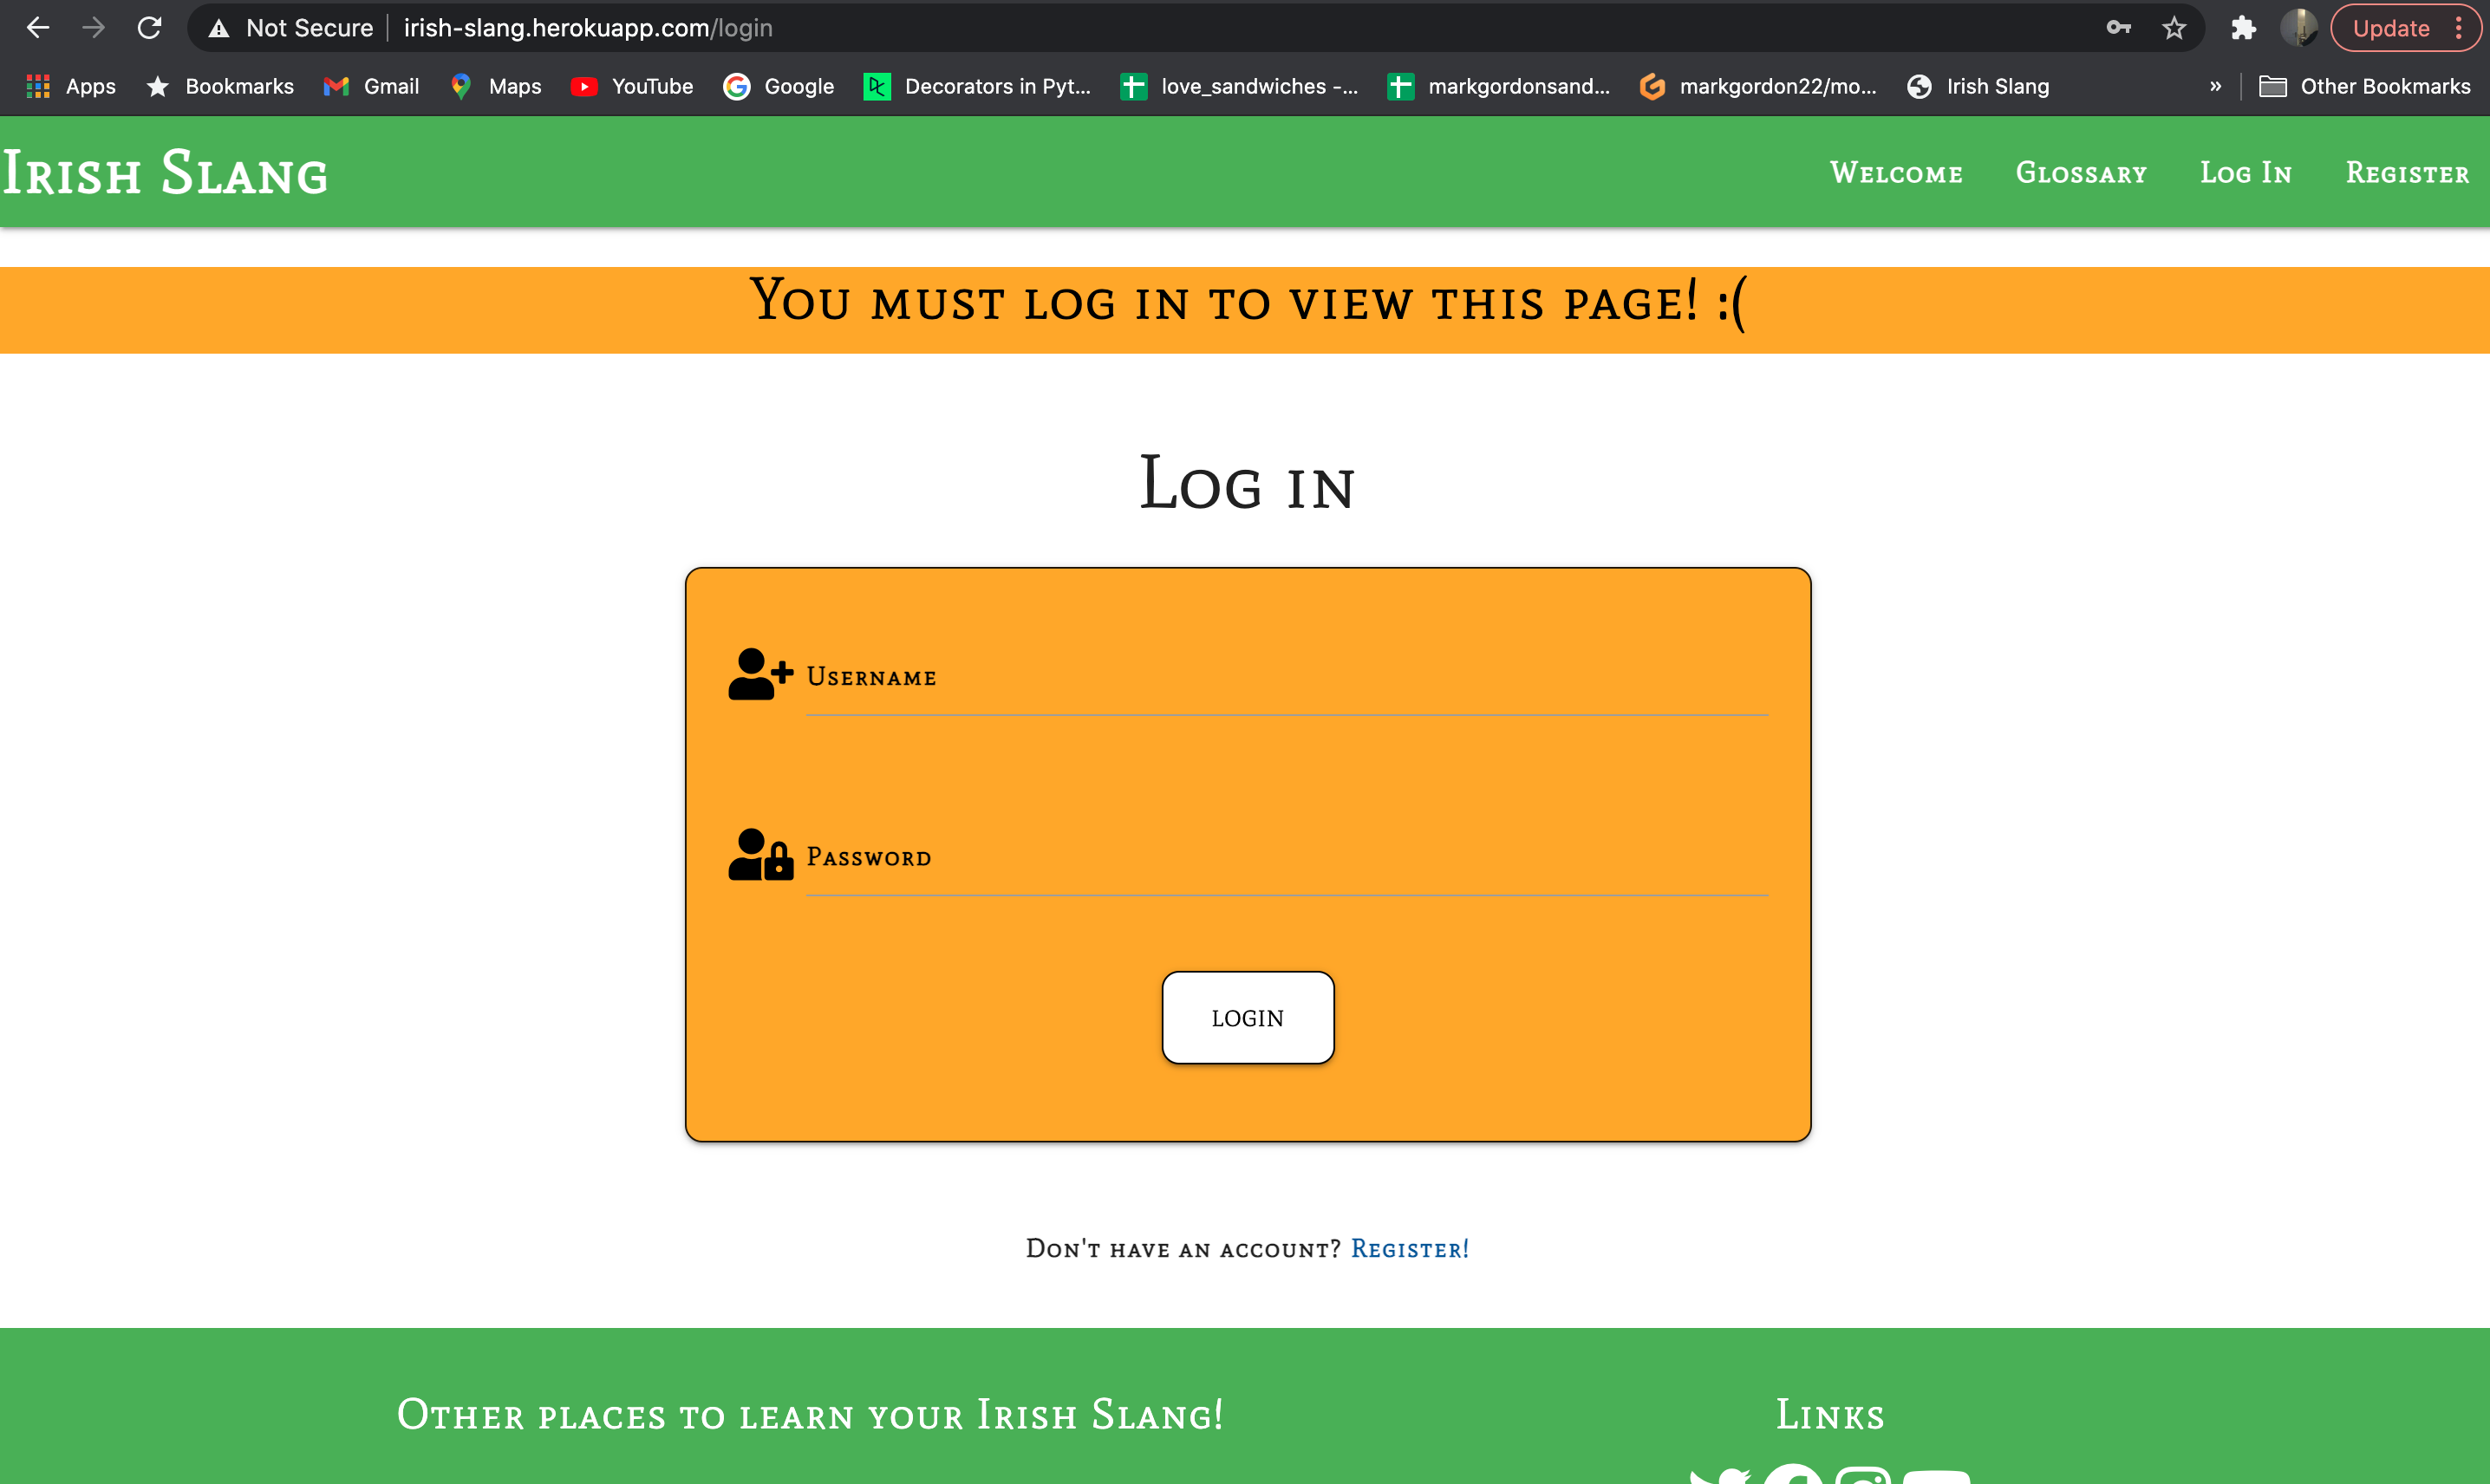 Not Secure irish-slang.herokuapp.com/login Update
Apps Bookmarks Gmail Maps YouTube Google Decorators in Pyt... love_sandwiches -... markgordonsand... markgordon22/mo... Irish Slang » Other Bookmarks
Irish Slang Welcome Glossary Log In Register
You must log in to view this page! :(
Log in
Username
Password
LOGIN
Don't have an account? Register!
Other places to learn your Irish Slang! Links